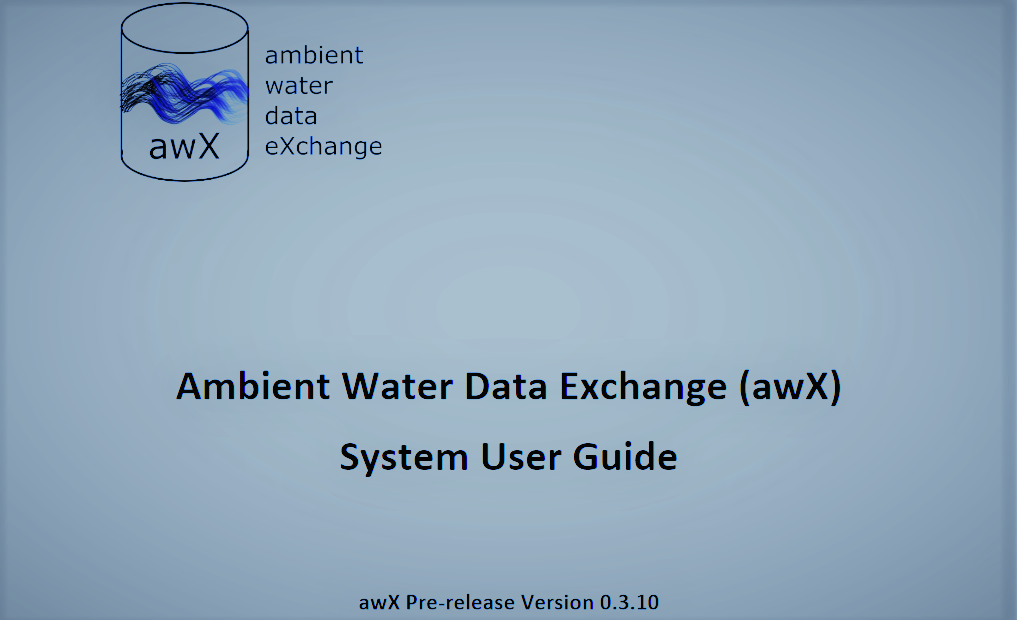 ambient
water
data
eXchange
awX
Ambient Water Data Exchange (awX)
System User Guide
awX Pre-release Version 0.3.10